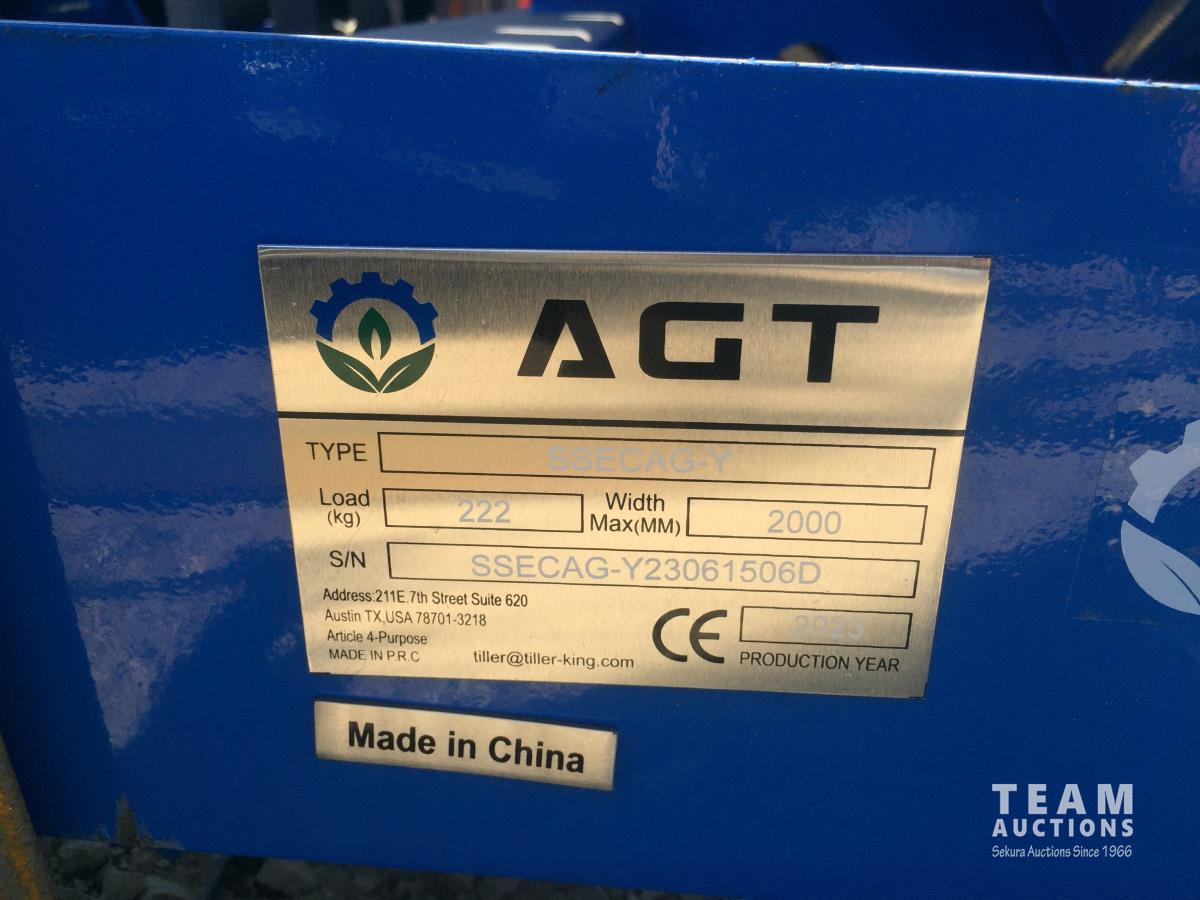 AGT
TYPE SSECAG-Y
Load (kg) 222 Width Max(MM) 2000
S/N SSECAG-Y23061506D
Address:211E.7th Street Suite 620
Austin TX,USA 78701-3218
Article 4-Purpose
MADE IN P.R.C
tiller@tiller-king.com
CE 2023
PRODUCTION YEAR
Made in China
TEAM
AUCTIONS
Sekura Auctions Since 1966